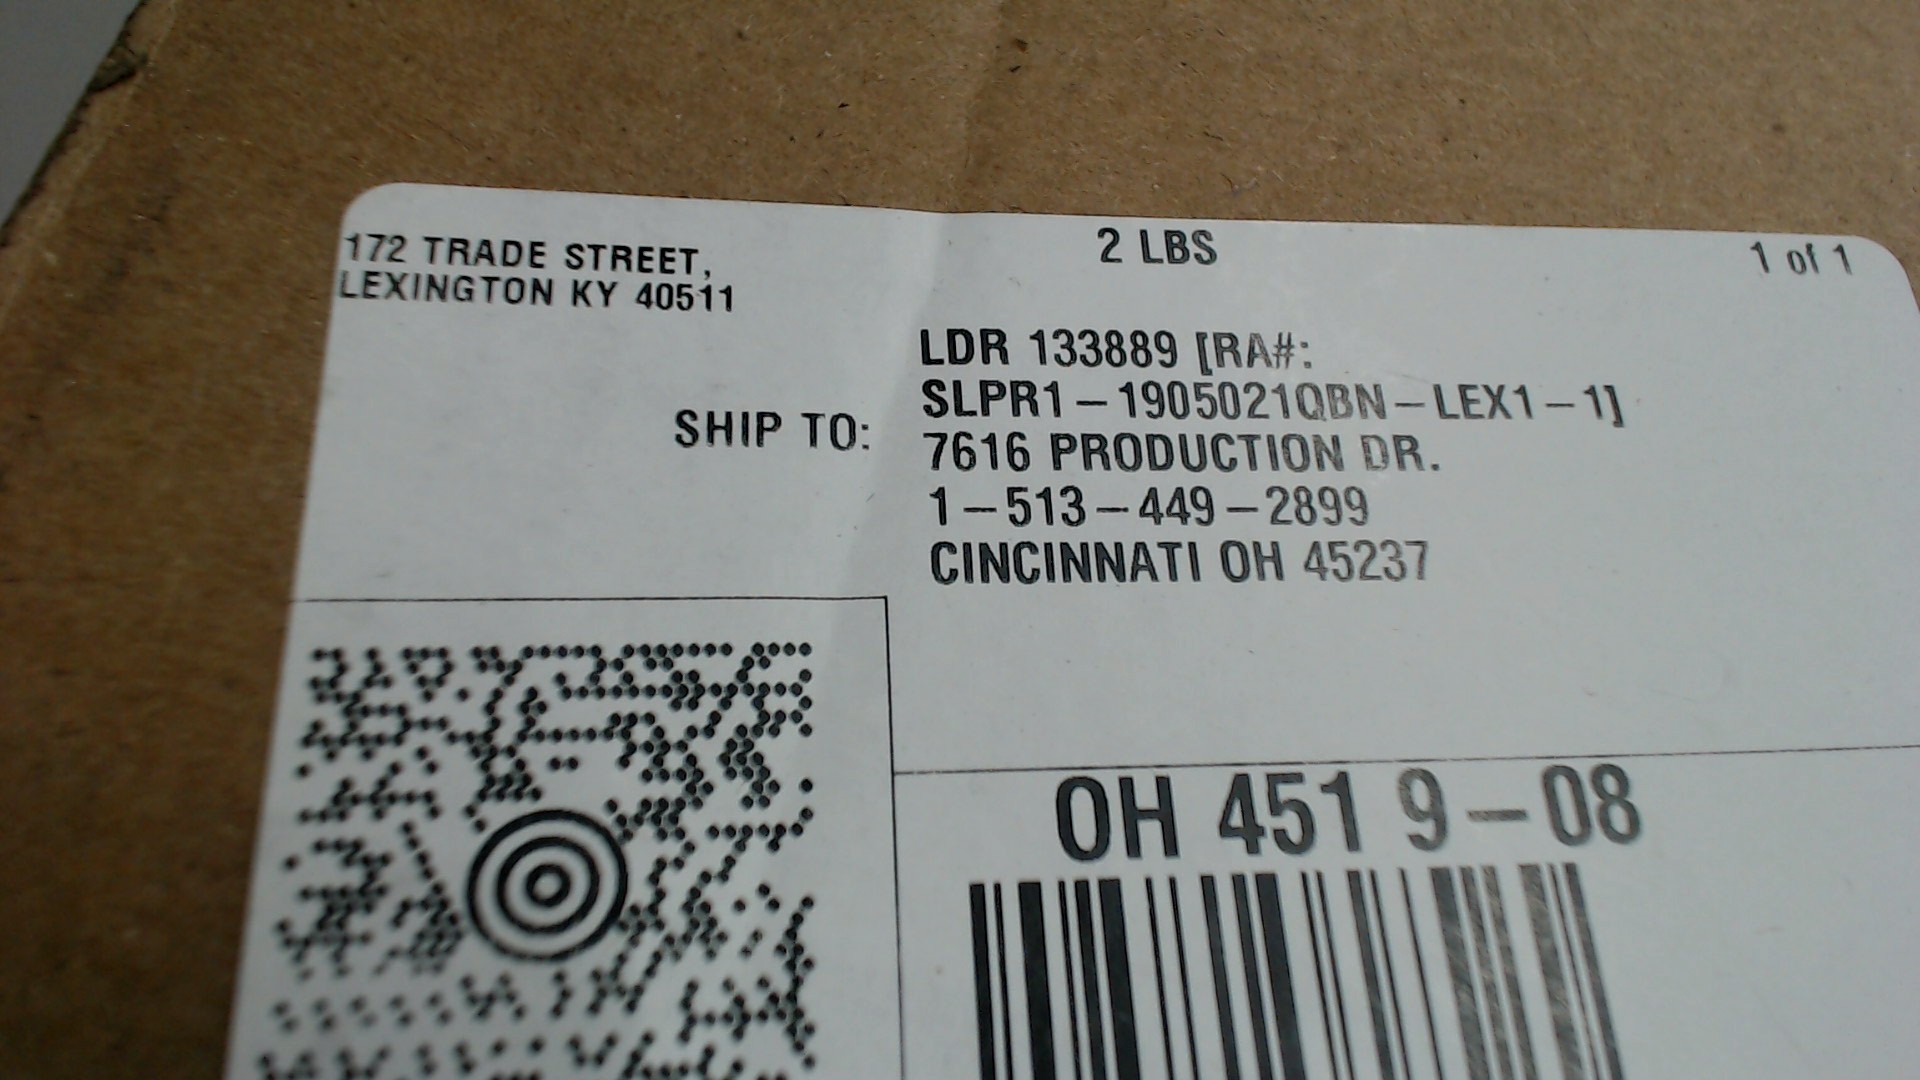 172 TRADE STREET,
LEXINGTON KY 40511
2 LBS
1 of 1
SHIP TO:
LDR 133889 [RA#:
SLPR1-1905021QBN-LEX1-1]
7616 PRODUCTION DR.
1-513-449-2899
CINCINNATI OH 45237
OH 451 9-08